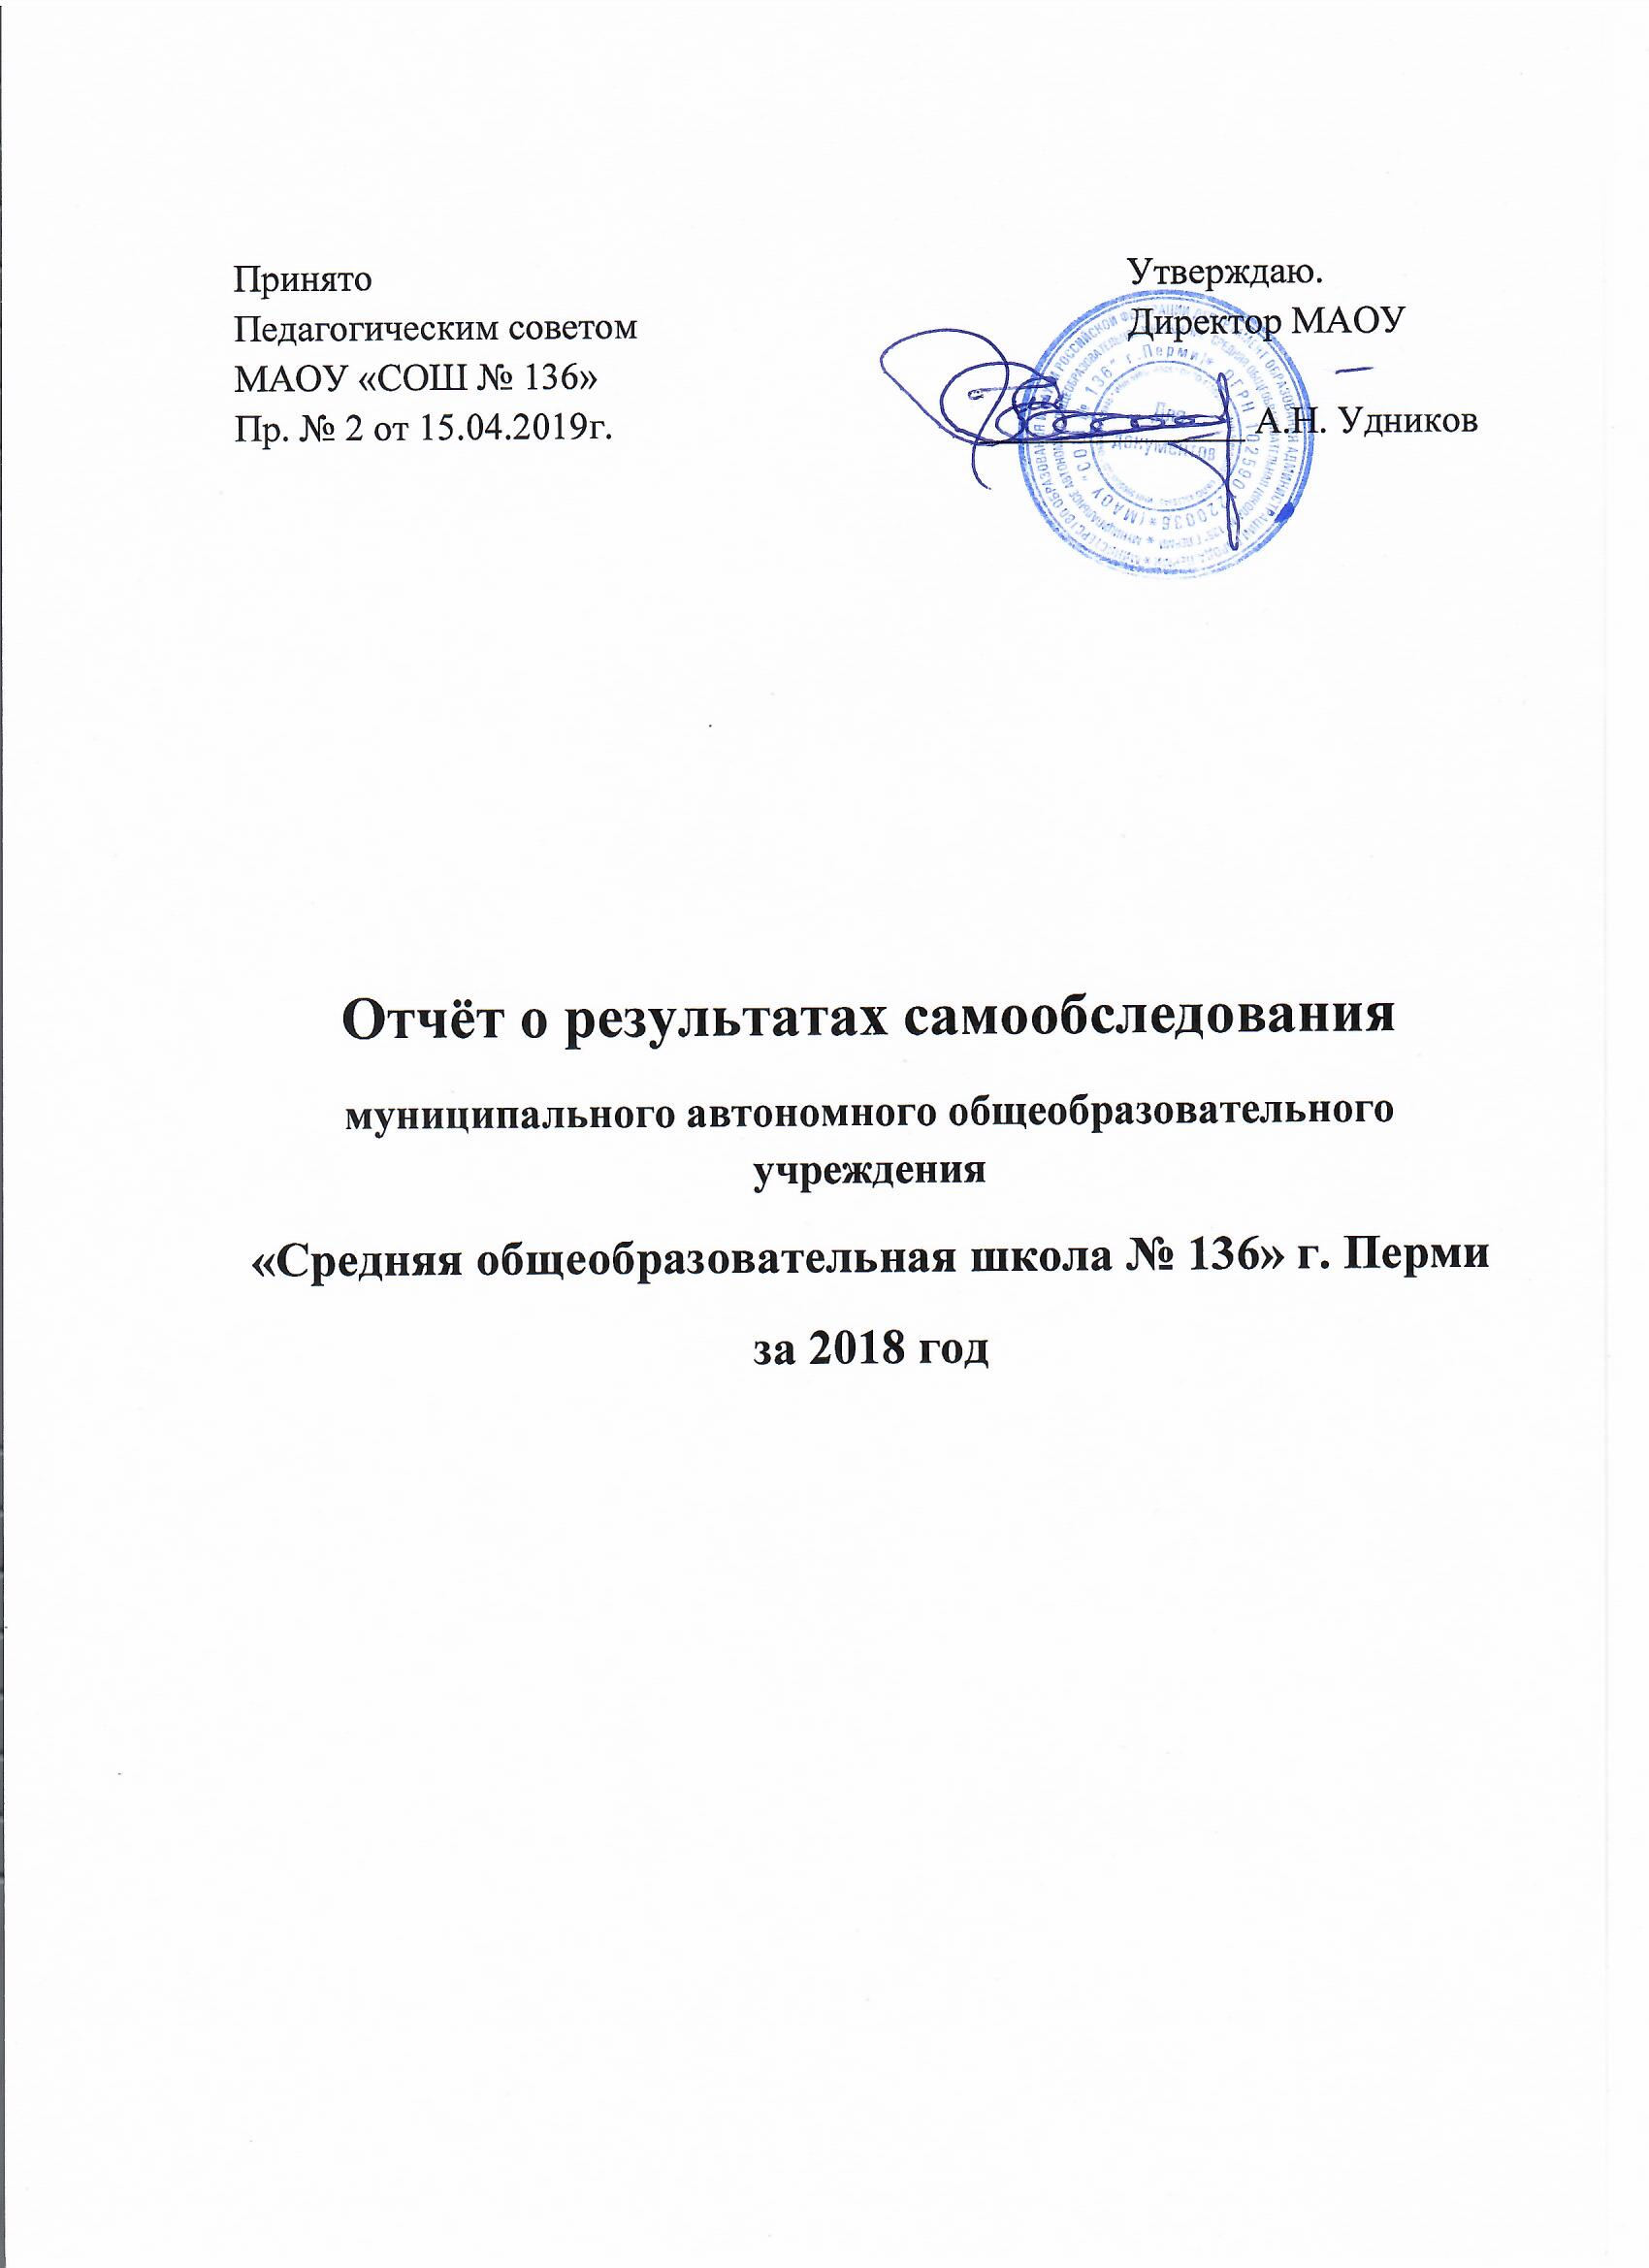 Принято
Педагогическим советом
МАОУ «СОШ № 136»
Пр. № 2 от 15.04.2019г.
Утверждаю.
Директор МАОУ
А.Н. Удников
документов
Отчёт о результатах самообследования
муниципального автономного общеобразовательного
учреждения
«Средняя общеобразовательная школа № 136» г. Перми
за 2018 год